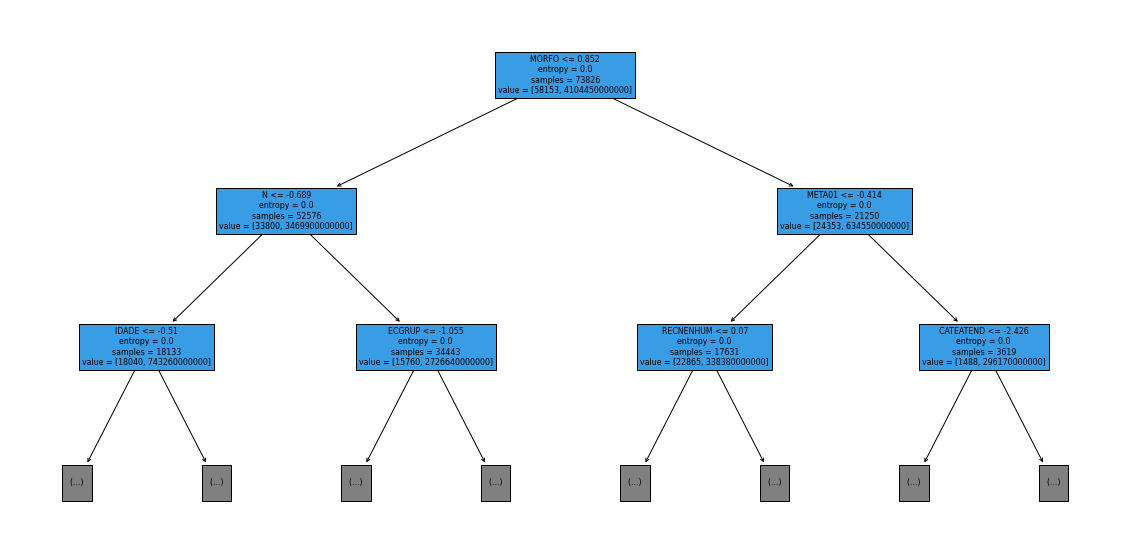 MORFO <= 0.852
entropy = 0.0
samples = 73826
value = [58153, 4104450000000]
N <= -0.689
entropy = 0.0
samples = 52576
value = [33800, 3469900000000]
META01 <= -0.414
entropy = 0.0
samples = 21250
value = [24353, 634550000000]
IDADE <= -0.51
entropy = 0.0
samples = 18133
value = [18040, 743260000000]
ECGRUP <= -1.055
entropy = 0.0
samples = 34443
value = [15760, 2726640000000]
RECNENHUM <= 0.07
entropy = 0.0
samples = 17631
value = [22865, 338380000000]
CATEATEND <= -2.426
entropy = 0.0
samples = 3619
value = [1488, 296170000000]
(...)
(...)
(...)
(...)
(...)
(...)
(...)
(...)